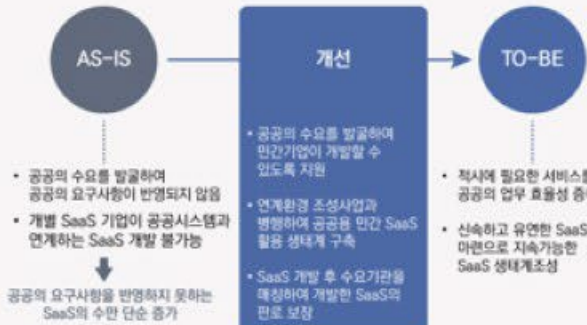 AS-IS
• 공공의 수요를 발굴하여
공공의 요구사항이 반영되지 않음
• 개별 SaaS 기업이 공공시스템과
연계하는 SaaS 개발 불가능
공공의 요구사항을 반영하지 못하는
SaaS의 수만 단순 증가
개선
• 공공의 수요를 발굴하여
민간기업이 개발할 수
있도록 지원
• 연계환경 조성사업과
병행하여 공공용 민간 SaaS
활용 생태계 구축
• SaaS 개발 후 수요기관을
매칭하여 개발한 SaaS의
판로 보장
TO-BE
• 적시에 필요한 서비스를
공공의 업무 효율성
• 신속하고 유연한 SaaS
마련으로 지속가능한
SaaS 생태계조성